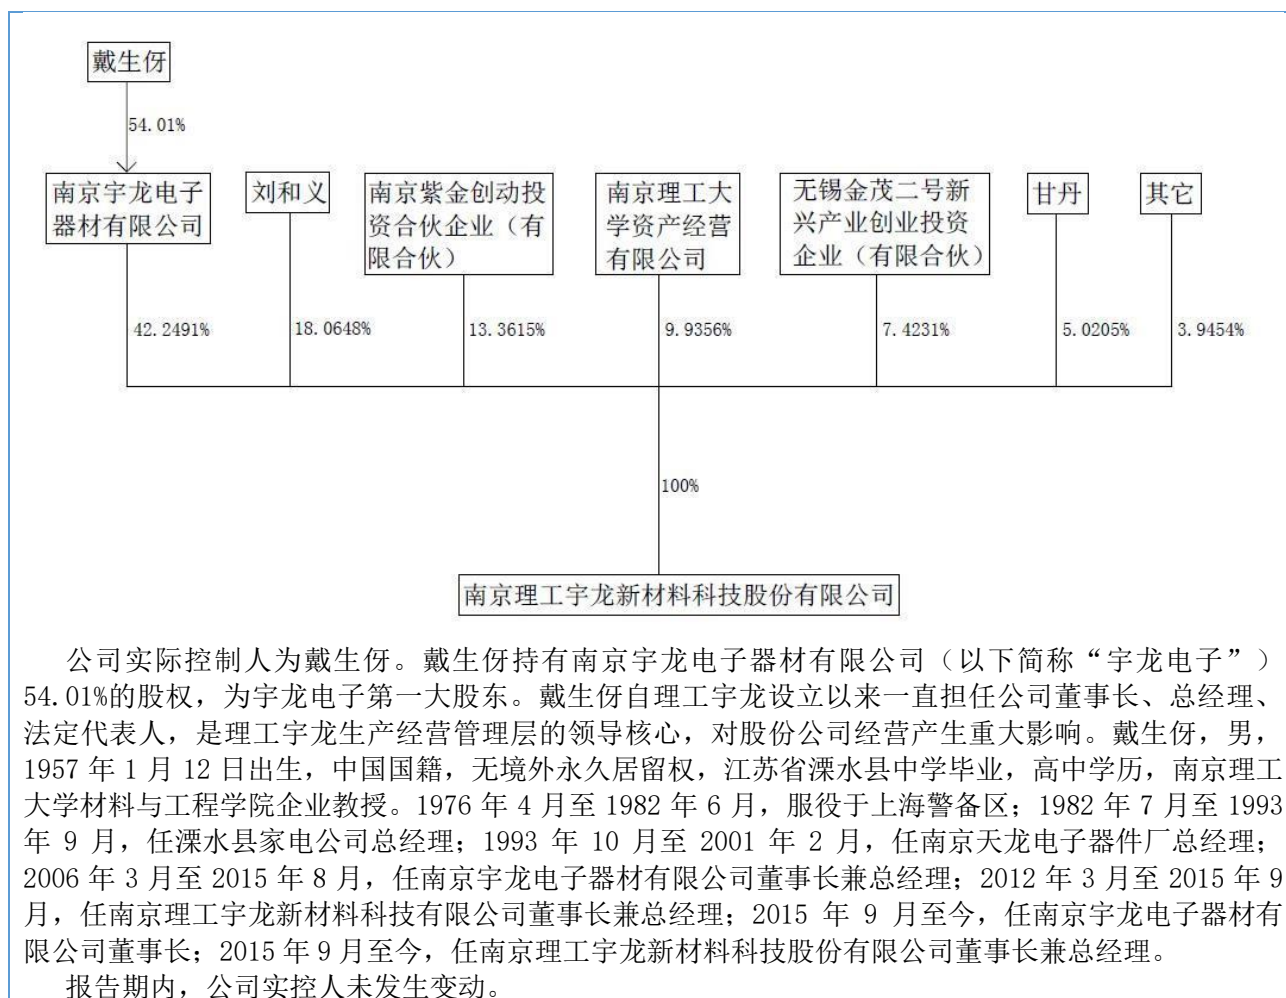 戴生伢
54.01%
南京宇龙电子
器材有限公司
刘和义
南京紫金创动投
资合伙企业（有
限合伙）
南京理工大
学资产经营
有限公司
无锡金茂二号新
兴产业创业投资
企业（有限合伙）
甘丹
其它
42.2491%
18.0648%
13.3615%
9.9356%
7.4231%
5.0205%
3.9454%
100%
南京理工宇龙新材料科技股份有限公司
公司实际控制人为戴生伢。戴生伢持有南京宇龙电子器材有限公司（以下简称“宇龙电子”）
54.01%的股权，为宇龙电子第一大股东。戴生伢自理工宇龙设立以来一直担任公司董事长、总经理、
法定代表人，是理工宇龙生产经营管理层的领导核心，对股份公司经营产生重大影响。戴生伢，男，
1957 年 1 月 12 日出生，中国国籍，无境外永久居留权，江苏省溧水县中学毕业，高中学历，南京理工
大学材料与工程学院企业教授。1976 年 4 月至 1982 年 6 月，服役于上海警备区；1982 年 7 月至 1993
年 9 月，任溧水县家电公司总经理；1993 年 10 月至 2001 年 2 月，任南京天龙电子器件厂总经理；
2006 年 3 月至 2015 年 8 月，任南京宇龙电子器材有限公司董事长兼总经理；2012 年 3 月至 2015 年 9
月，任南京理工宇龙新材料科技有限公司董事长兼总经理；2015 年 9 月至今，任南京宇龙电子器材有
限公司董事长；2015 年 9 月至今，任南京理工宇龙新材料科技股份有限公司董事长兼总经理。
报告期内，公司实控人未发生变动。